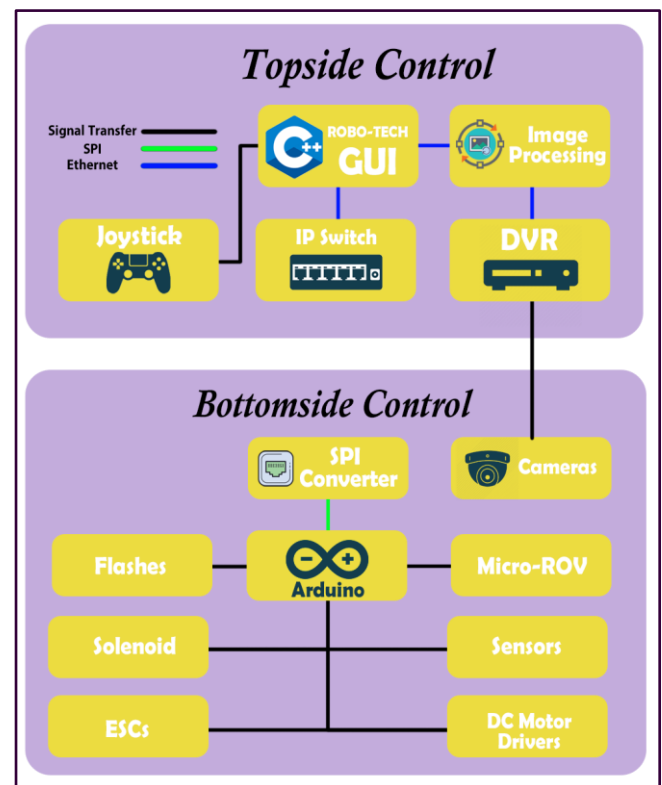 Topside Control
Signal Transfer
SPI
Ethernet
C++
ROBO-TECH
GUI
Image
Processing
Joystick
IP Switch
DVR
Bottomside Control
SPI
Converter
Cameras
Flashes
Arduino
Micro-ROV
Solenoid
Sensors
ESCs
DC Motor
Drivers